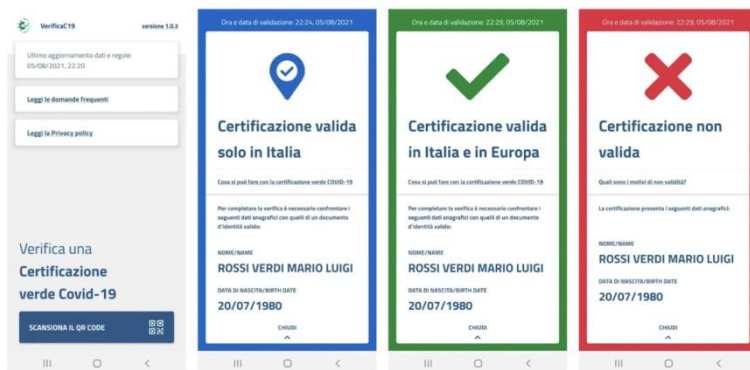 VerificaC19
versione 1.0.3
Ultimo aggiornamento dati e regole:
05/08/2021, 22:20
Leggi le domande frequenti
Leggi la Privacy policy
Verifica una
Certificazione
verde Covid-19
SCANSIONA IL QR CODE
Ora e data di validazione: 22:24, 05/08/2021
Certificazione valida
solo in Italia
Cosa si può fare con la certificazione verde COVID-19
Per completare la verifica è necessario confrontare i
seguenti dati anagrafici con quelli di un documento
d'identità valido:
NOME/NAME
ROSSI VERDI MARIO LUIGI
DATA DI NASCITA/BIRTH DATE
20/07/1980
CHIUDI
Ora e data di validazione: 22:29, 05/08/2021
Certificazione valida
in Italia e in Europa
Cosa si può fare con la certificazione verde COVID-19
Per completare la verifica è necessario confrontare i
seguenti dati anagrafici con quelli di un documento
d'identità valido:
NOME/NAME
ROSSI VERDI MARIO LUIGI
DATA DI NASCITA/BIRTH DATE
20/07/1980
CHIUDI
Ora e data di validazione: 22:29, 05/08/2021
Certificazione non
valida
Quali sono i motivi di non validità?
La certificazione presenta i seguenti dati anagrafici:
NOME/NAME
ROSSI VERDI MARIO LUIGI
DATA DI NASCITA/BIRTH DATE
20/07/1980
CHIUDI